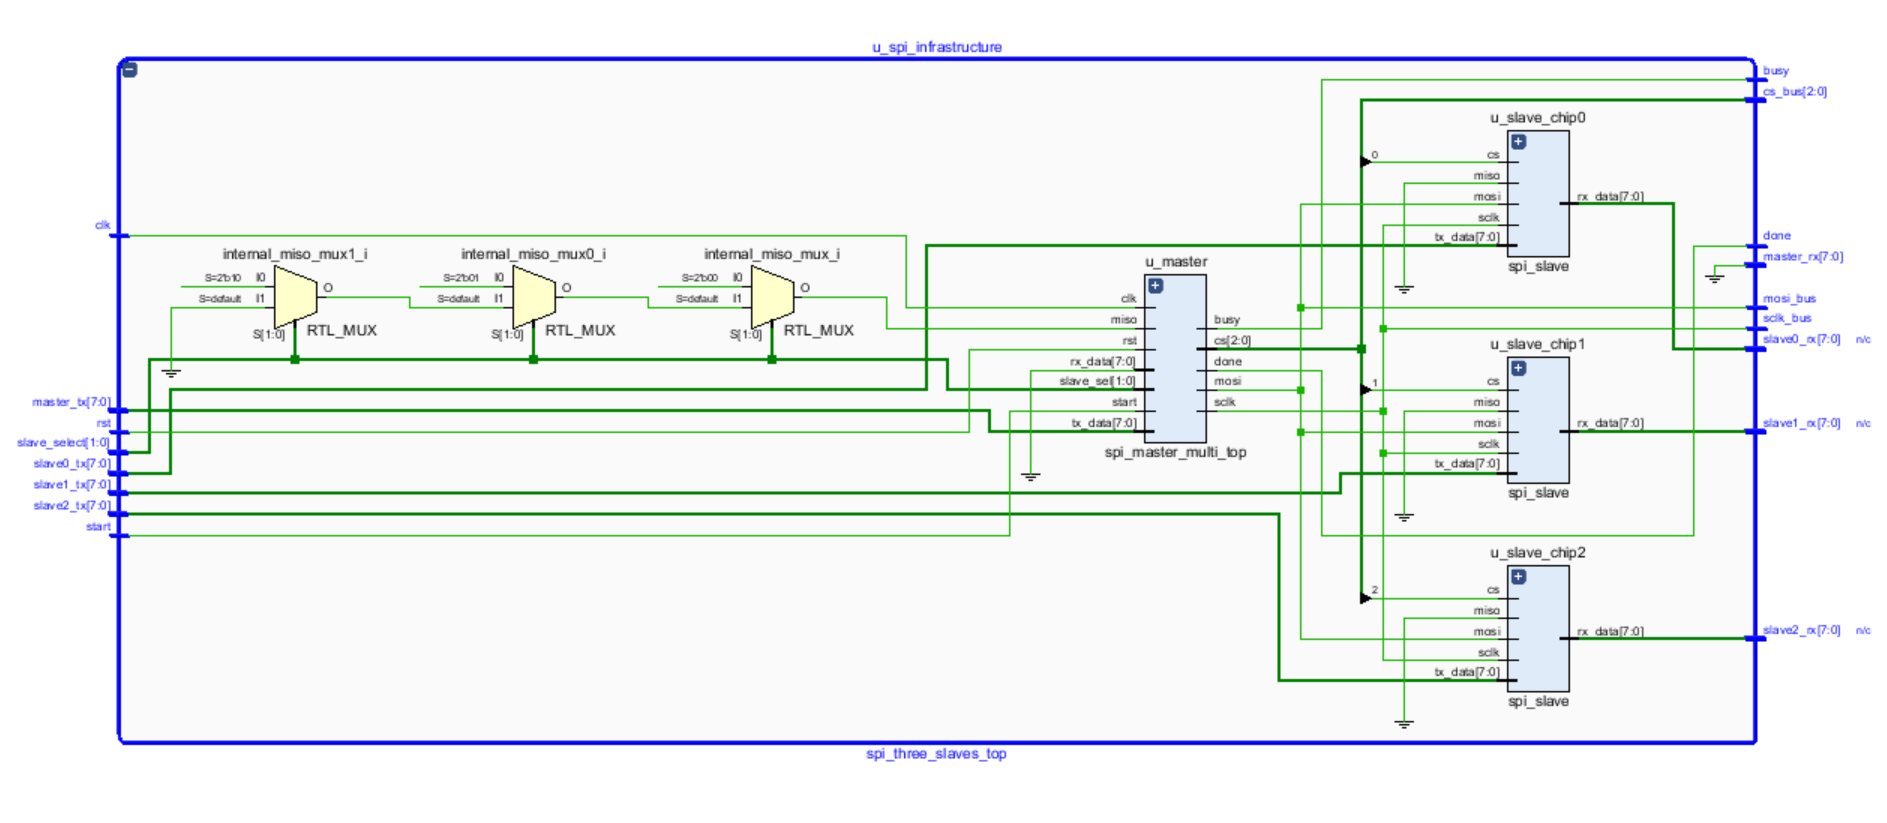 u_spi_infrastructure
busy
cs_bus[2:0]
u_slave_chip0
0
cs
miso
mosi
rx_data[7:0]
sclk
tx_data[7:0]
spi_slave
clk
done
master_rx[7:0]
internal_miso_mux1_i
S=2'b10 I0
S=default I1
O
S[1:0]
RTL_MUX
internal_miso_mux0_i
S=2'b01 I0
S=default I1
O
S[1:0]
RTL_MUX
internal_miso_mux_i
S=2'b00 I0
S=default I1
O
S[1:0]
RTL_MUX
u_master
clk
miso
rst
rx_data[7:0]
slave_sel[1:0]
start
tx_data[7:0]
busy
cs[2:0]
done
mosi
sclk
spi_master_multi_top
mosi_bus
sclk_bus
slave0_rx[7:0] n/c
u_slave_chip1
1
cs
miso
mosi
sclk
tx_data[7:0]
rx_data[7:0]
spi_slave
slave1_rx[7:0] n/c
master_tx[7:0]
rst
slave_select[1:0]
slave0_tx[7:0]
slave1_tx[7:0]
slave2_tx[7:0]
start
u_slave_chip2
2
cs
miso
mosi
sclk
tx_data[7:0]
rx_data[7:0]
spi_slave
slave2_rx[7:0] n/c
spi_three_slaves_top